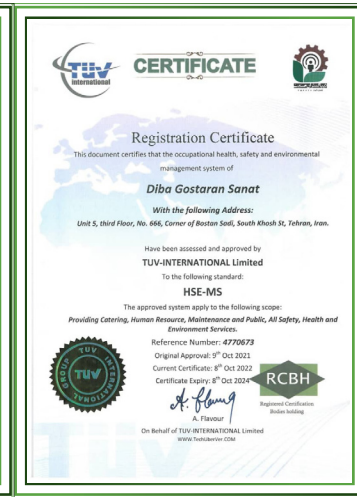 TÜV
international
CERTIFICATE
Registration Certificate
This document certifies that the occupational health, safety and environmental
management system of
Diba Gostaran Sanat
With the following Address:
Unit 5, third Floor, No. 666, Corner of Bostan Sadi, South Khosh St, Tehran, Iran.
Have been assessed and approved by
TUV-INTERNATIONAL Limited
To the following standard:
HSE-MS
The approved system apply to the following scope:
Providing Catering, Human Resource, Maintenance and Public, All Safety, Health and
Environment Services.
Reference Number: 4770673
Original Approval: 9th Oct 2021
Current Certificate: 8th Oct 2022
Certificate Expiry: 8th Oct 2024
TUV INTERNATIONAL GROUP
TUV
RCBH
Registered Certification
Bodies holding
A. Flavour
A. Flavour
On Behalf of TUV-INTERNATIONAL Limited